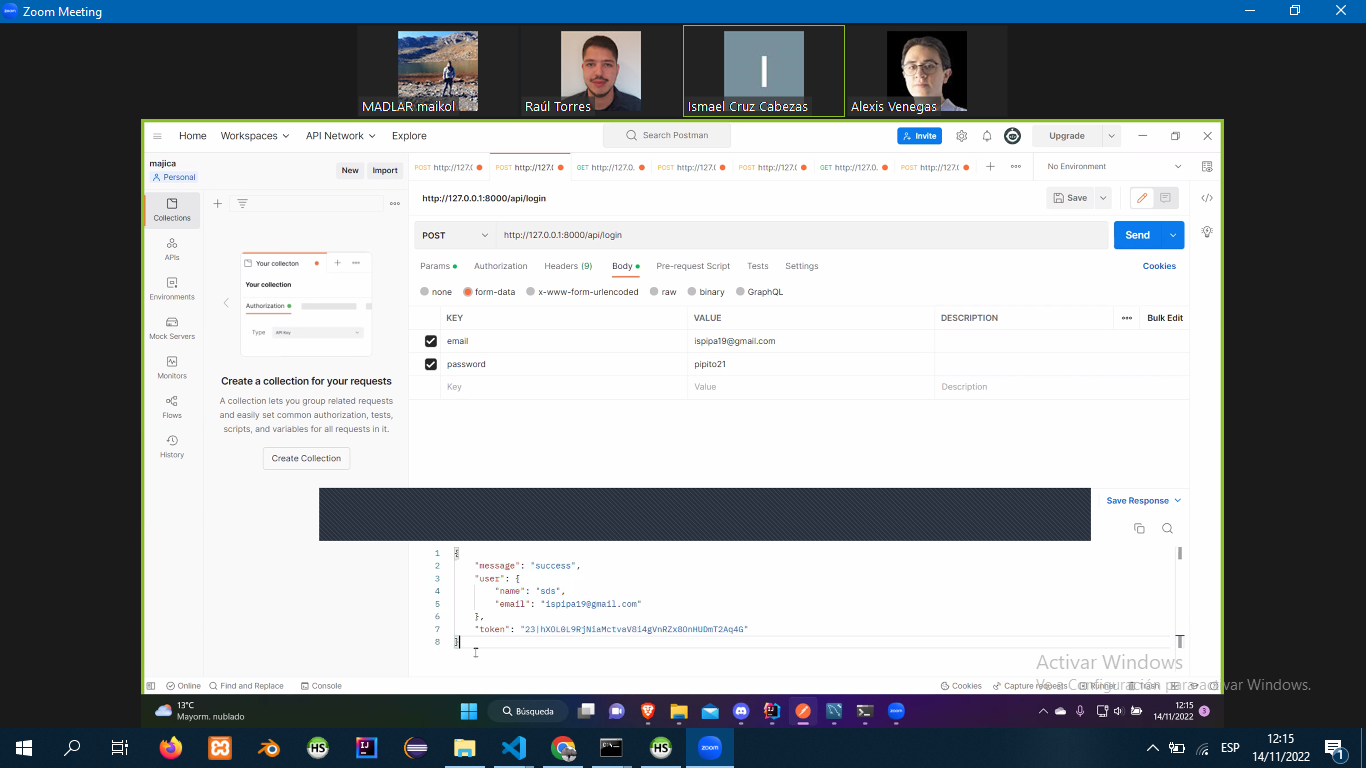 Zoom Meeting
MADLAR maikol
Raúl Torres
I
Ismael Cruz Cabezas
Alexis Venegas
Home Workspaces API Network Explore
Search Postman
Invite
Upgrade
majica
Personal
New Import
POST http://127.(
POST http://127.(
GET http://127.0.
POST http://127.(
POST http://127.(
GET http://127.0.
POST http://127.(
No Environment
http://127.0.0.1:8000/api/login
Save
POST http://127.0.0.1:8000/api/login
Send
Params Authorization Headers (9) Body Pre-request Script Tests Settings
Cookies
none form-data x-www-form-urlencoded raw binary GraphQL
KEY VALUE DESCRIPTION
Bulk Edit
email ispipa19@gmail.com
password pipito21
Key Value Description
Collections
APIs
Environments
Mock Servers
Monitors
Flows
History
Your collecton
Your collection
Authorization
Type API Key
Create a collection for your requests
A collection lets you group related requests
and easily set common authorization, tests,
scripts, and variables for all requests in it.
Create Collection
Save Response
1 {
2 "message": "success",
3 "user": {
4 "name": "sds",
5 "email": "ispipa19@gmail.com"
6 },
7 "token": "23|hXOL0L9RjNiaMctvaV8i4gVnRZx8OnHUDmT2Aq4G"
8 }
Activar Windows
Online Find and Replace Console
Cookies Capture requests Runner Trash
13°C
Mayorm. nublado
Búsqueda
12:15
14/11/2022
3
ESP
12:15
14/11/2022
1